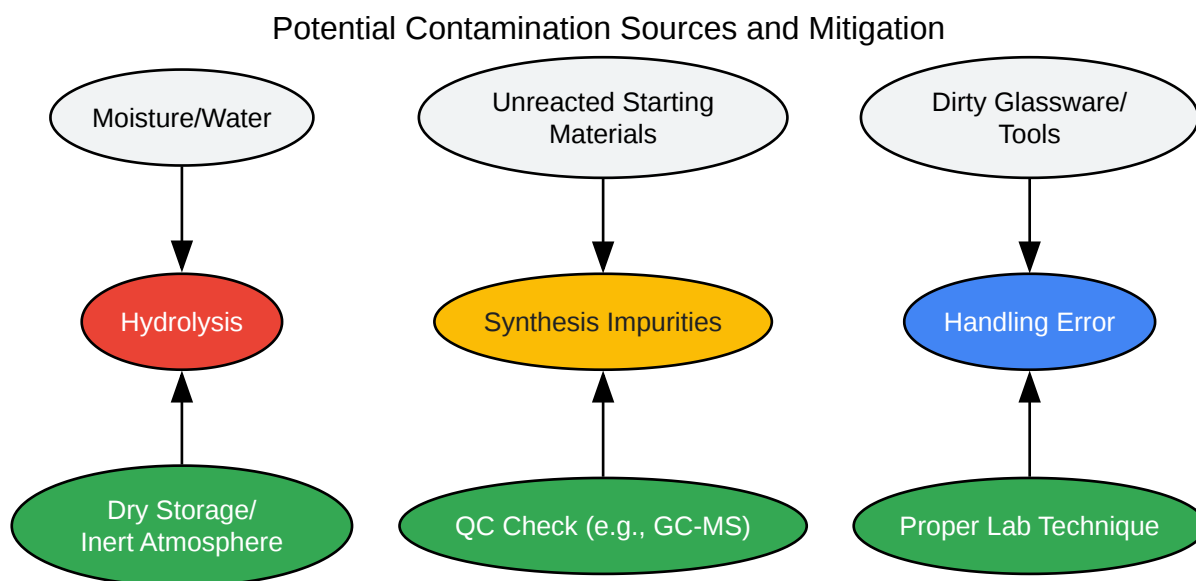 Potential Contamination Sources and Mitigation
Moisture/Water
Unreacted Starting
Materials
Dirty Glassware/
Tools
Hydrolysis
Synthesis Impurities
Handling Error
Dry Storage/
Inert Atmosphere
QC Check (e.g., GC-MS)
Proper Lab Technique